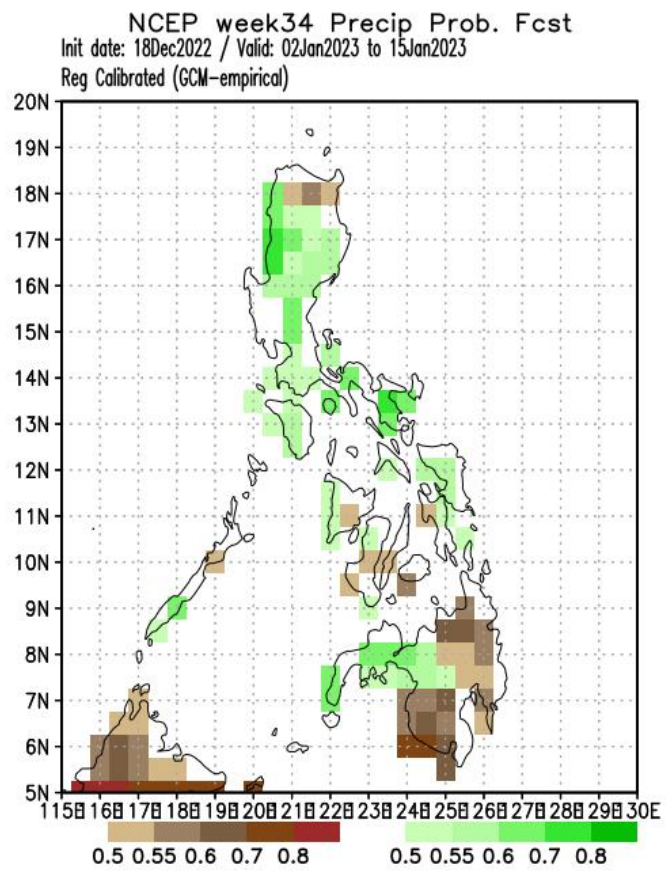 NCEP week34 Precip Prob. Fcst
Init date: 18Dec2022 / Valid: 02Jan2023 to 15Jan2023
Reg Calibrated (GCM-empirical)
20N
19N
18N
17N
16N
15N
14N
13N
12N
11N
10N
9N
8N
7N
6N
5N
115E 116E 117E 118E 119E 120E 121E 122E 123E 124E 125E 126E 127E 128E 129E 130E
0.5 0.55 0.6 0.7 0.8 0.5 0.55 0.6 0.7 0.8